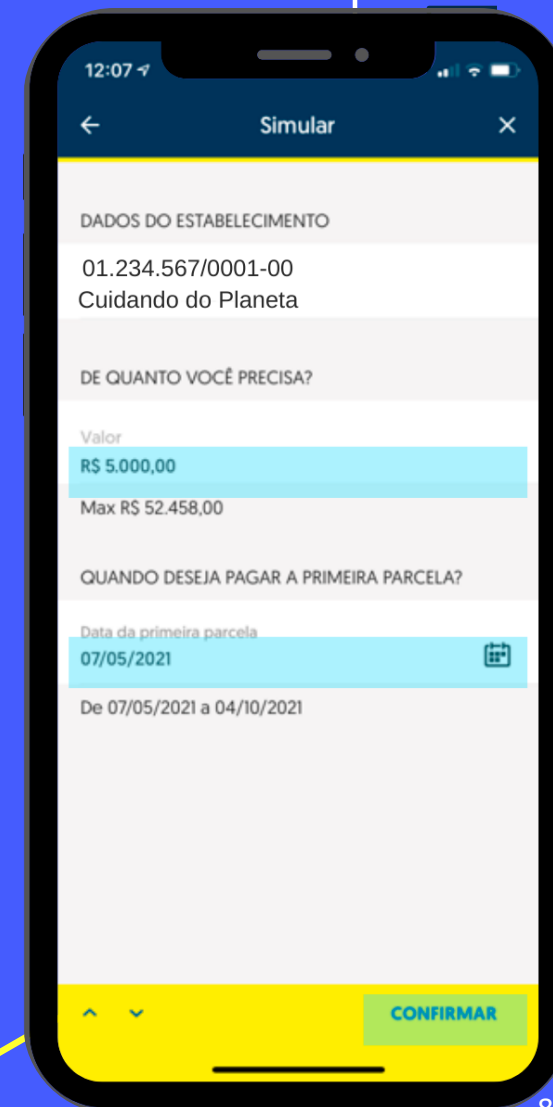 12:07
Simular
DADOS DO ESTABELECIMENTO
01.234.567/0001-00
Cuidando do Planeta
DE QUANTO VOCÊ PRECISA?
Valor
R$ 5.000,00
Max R$ 52.458,00
QUANDO DESEJA PAGAR A PRIMEIRA PARCELA?
Data da primeira parcela
07/05/2021
De 07/05/2021 a 04/10/2021
CONFIRMAR